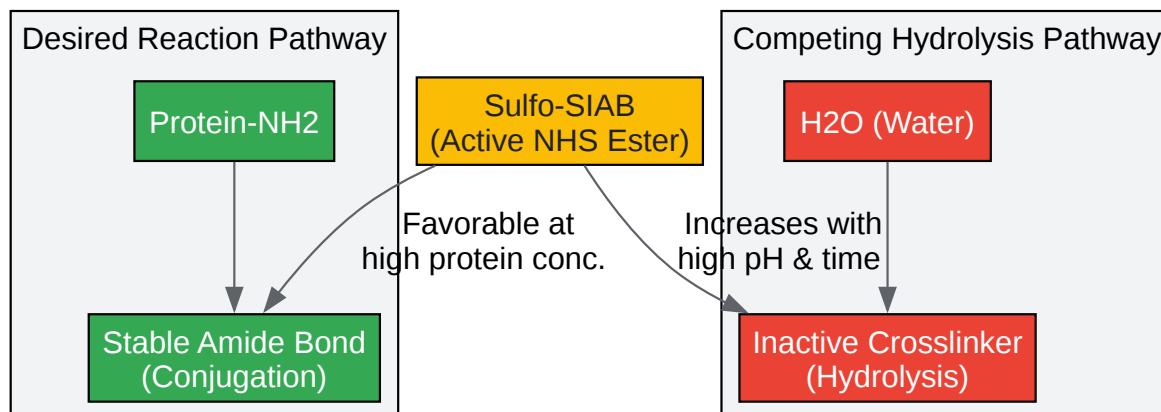 Desired Reaction Pathway
Competing Hydrolysis Pathway
Protein-NH2
Sulfo-SIAB
(Active NHS Ester)
H2O (Water)
Favorable at
high protein conc.
Increases with
high pH & time
Stable Amide Bond
(Conjugation)
Inactive Crosslinker
(Hydrolysis)